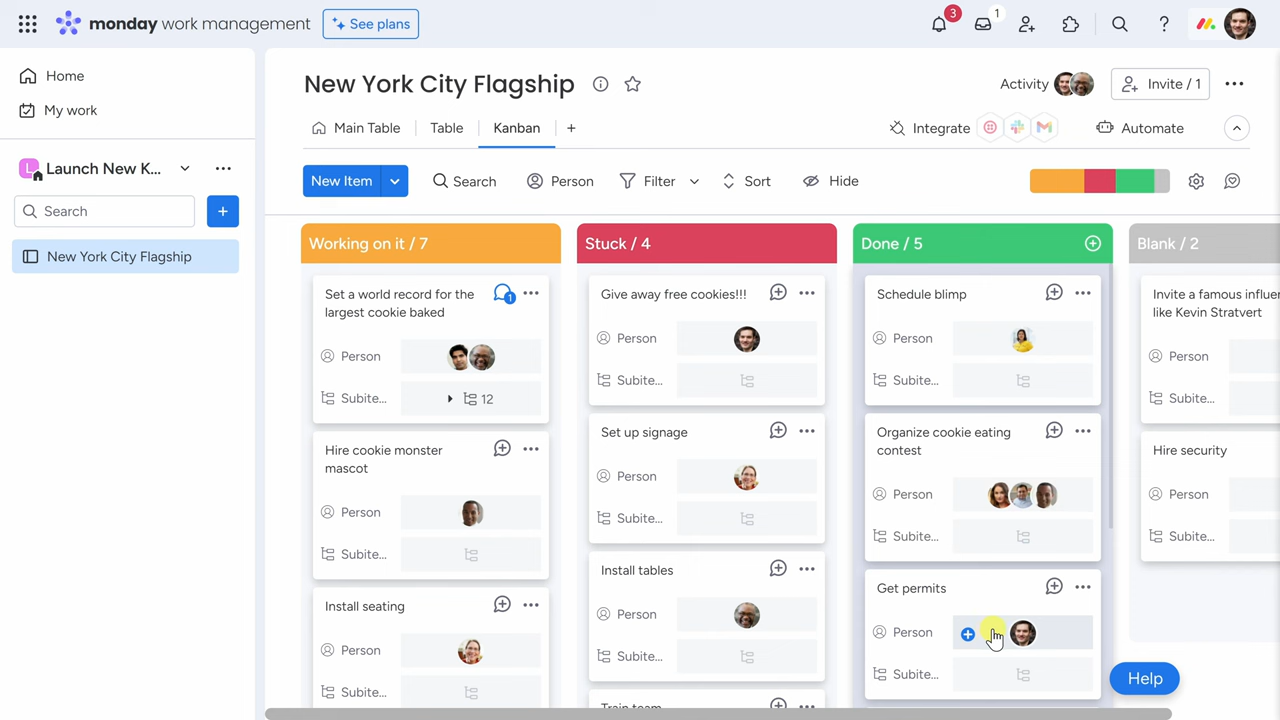 monday work management
See plans
3
1
Home
My work
L
Launch New K...
Search
New York City Flagship
New York City Flagship
Activity
Invite / 1
Main Table
Table
Kanban
Integrate
Automate
New Item
Search
Person
Filter
Sort
Hide
Working on it / 7
Set a world record for the
largest cookie baked
1
Person
Subite...
12
Hire cookie monster
mascot
Person
Subite...
Install seating
Person
Subite...
Stuck / 4
Give away free cookies!!!
Person
Subite...
Set up signage
Person
Subite...
Install tables
Person
Subite...
Train team
Done / 5
Schedule blimp
Person
Subite...
Organize cookie eating
contest
Person
Subite...
Get permits
Person
Subite...
Blank / 2
Invite a famous influen
like Kevin Stratvert
Person
Subite...
Hire security
Person
Subite...
Help